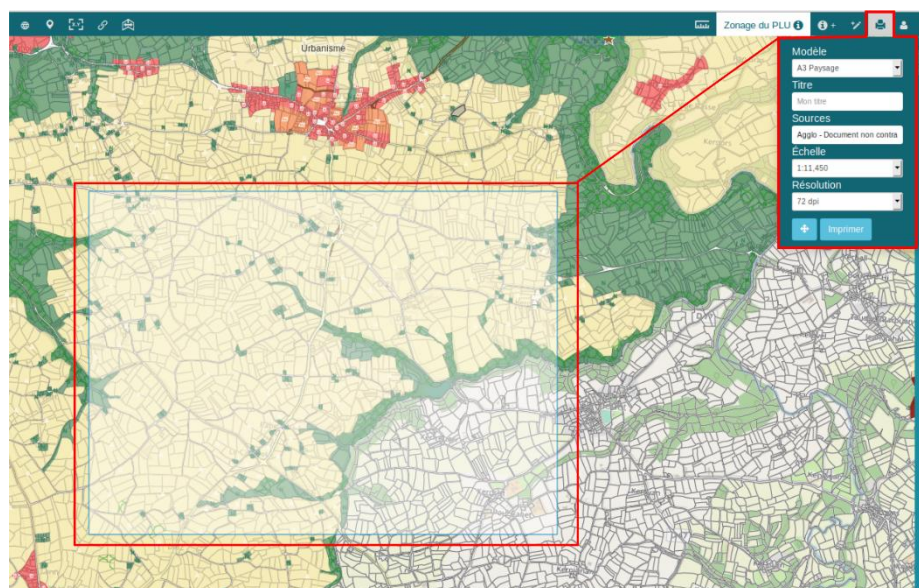 Zonage du PLU
+
Urbanisme
Modèle
A3 Paysage
Titre
Mon titre
Sources
Agglo - Document non contra
Échelle
1:11,450
Résolution
72 dpi
Imprimer